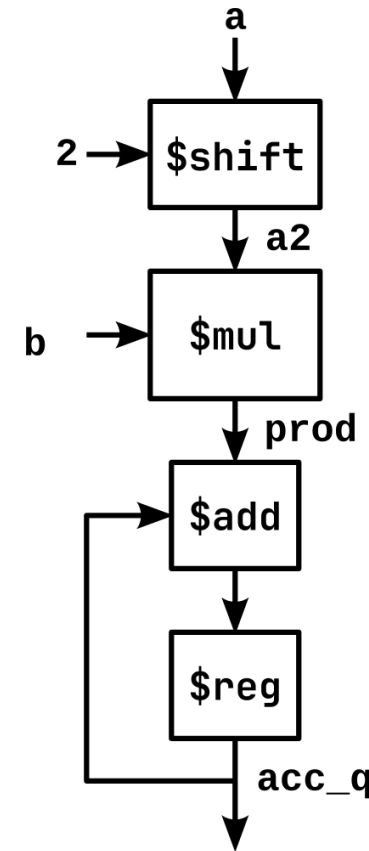 a
2
$shift
a2
b
$mul
prod
$add
$reg
acc_q